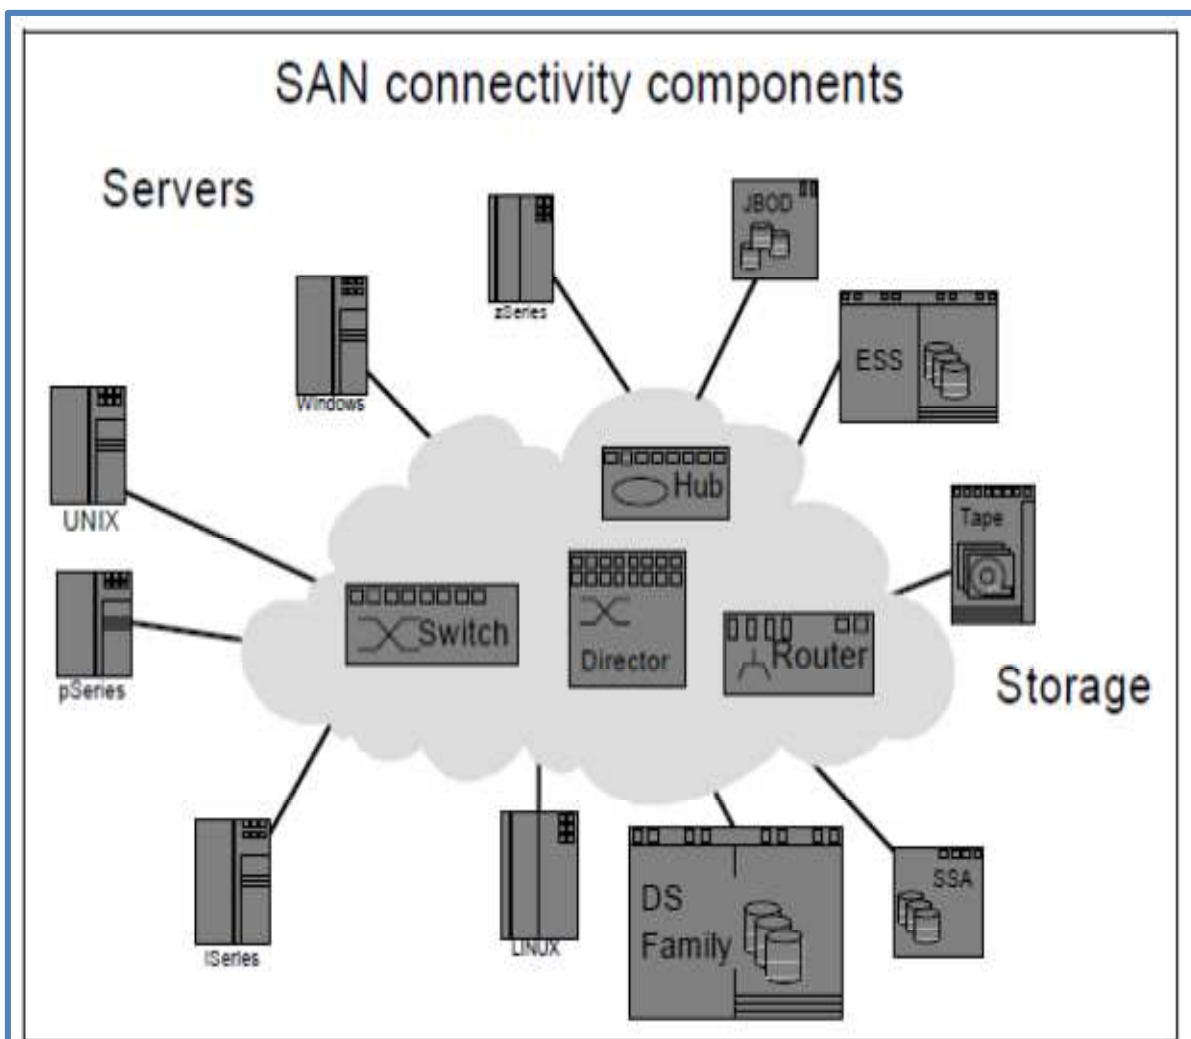 SAN connectivity components
Servers
zSeries
JBOD
Windows
ESS
UNIX
Hub
Tape
pSeries
Switch
Director
Router
Storage
iSeries
LINUX
DS
Family
SSA